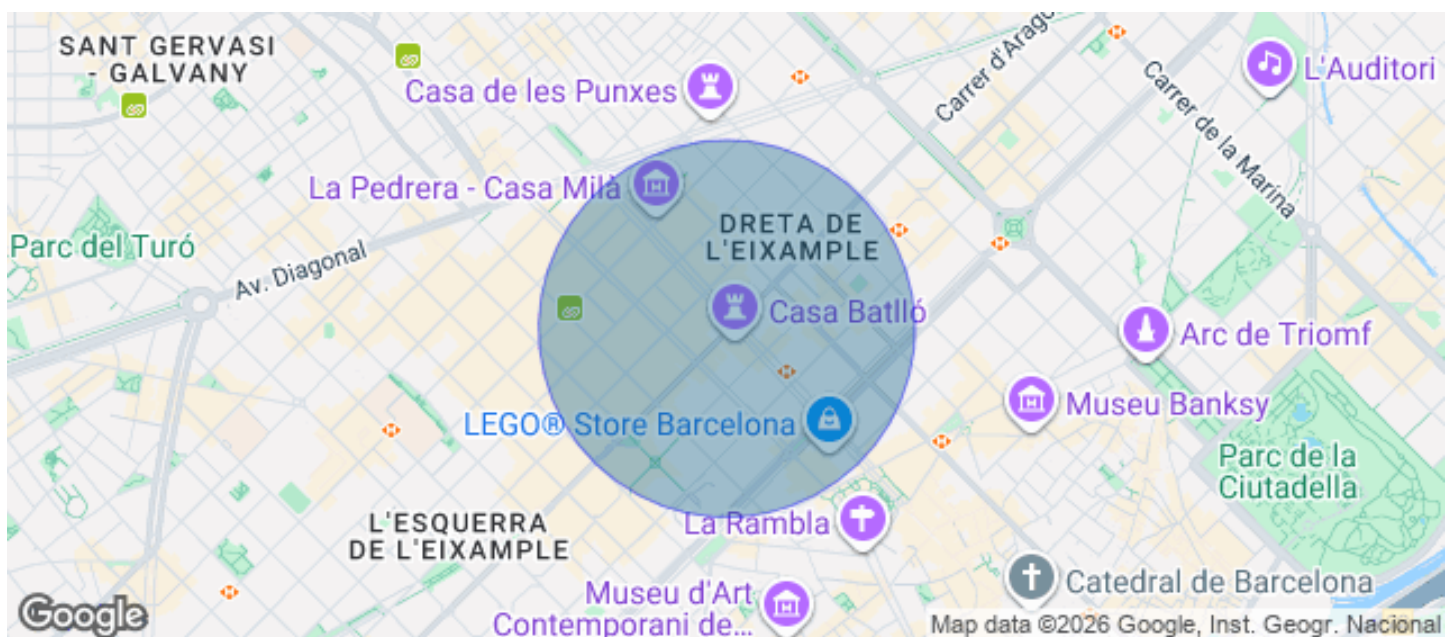 SANT GERVASI
- GALVANY
Casa de les Punxes
Carrer d'Arago
L'Auditori
Carrer de la Marina
La Pedrera - Casa Milà
DRETA DE
L'EIXAMPLE
Parc del Turó
Av. Diagonal
Casa Batlló
Arc de Triomf
Museu Banksy
LEGO® Store Barcelona
Parc de la
Ciutadella
L'ESQUERRA
DE L'EIXAMPLE
La Rambla
Catedral de Barcelona
Museu d'Art
Contemporani de...
Google
Map data ©2026 Google, Inst. Geogr. Nacional